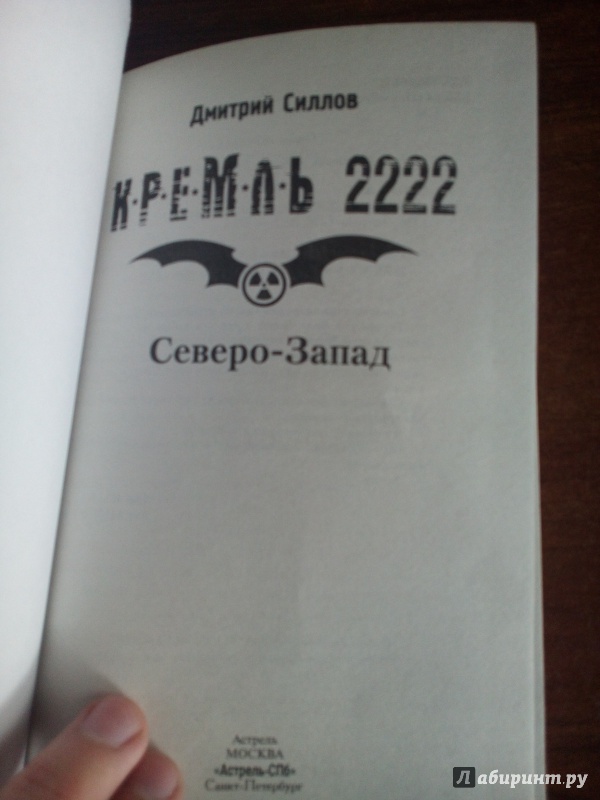 Дмитрий Силлов
К·Р·Е·М·Л·Ь 2222
Северо-Запад
Астрель
МОСКВА
«Астрель-СПб»
Санкт-Петербург
Лабиринт.ру